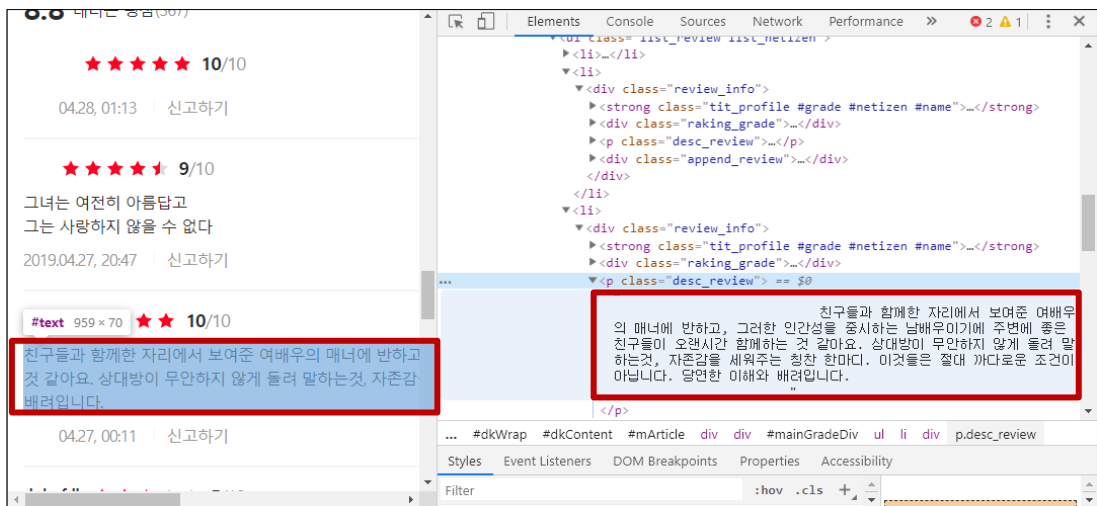 8.8 네티즌 평점(567)
★★★★★ 10/10
04.28, 01:13 신고하기
9/10
그녀는 여전히 아름답고
그는 사랑하지 않을 수 없다
2019.04.27, 20:47 신고하기
#text 959 × 70 ★★ 10/10
친구들과 함께한 자리에서 보여준 여배우의 매너에 반하고
것 같아요. 상대방이 무안하지 않게 돌려 말하는것, 자존감
배려입니다.
04.27, 00:11 신고하기
Elements Console Sources Network Performance » 2 1
▼<ul class="list_review list_netizen">
▶<li>…</li>
▼<li>
▼<div class="review_info">
▶<strong class="tit_profile #grade #netizen #name">…</strong>
▶<div class="raking_grade">…</div>
▶<p class="desc_review">…</p>
▶<div class="append_review">…</div>
</div>
</li>
▼<li>
▼<div class="review_info">
▶<strong class="tit_profile #grade #netizen #name">…</strong>
▶<div class="raking_grade">…</div>
... ▼<p class="desc_review"> == $0
친구들과 함께한 자리에서 보여준 여배우
의 매너에 반하고, 그러한 인간성을 중시하는 남배우이기에 주변에 좋은
친구들이 오랜시간 함께하는 것 같아요. 상대방이 무안하지 않게 돌려 말
하는것, 자존감을 세워주는 칭찬 한마디. 이것들은 절대 까다로운 조건이
아닙니다. 당연한 이해와 배려입니다.
"
</p>
... #dkWrap #dkContent #mArticle div div #mainGradeDiv ul li div p.desc_review
Styles Event Listeners DOM Breakpoints Properties Accessibility
Filter :hov .cls +